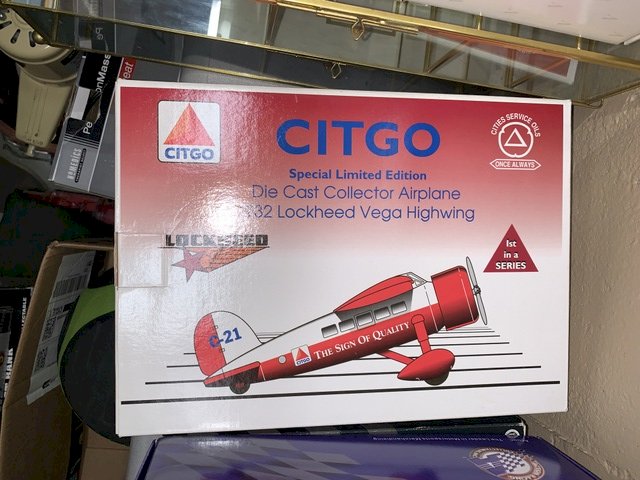 CITGO
CITGO
CITIES SERVICE OILS
ONCE ALWAYS
Special Limited Edition
Die Cast Collector Airplane
32 Lockheed Vega Highwing
LOCKHEED
1st
in a
SERIES
C-21
CITGO
THE SIGN OF QUALITY